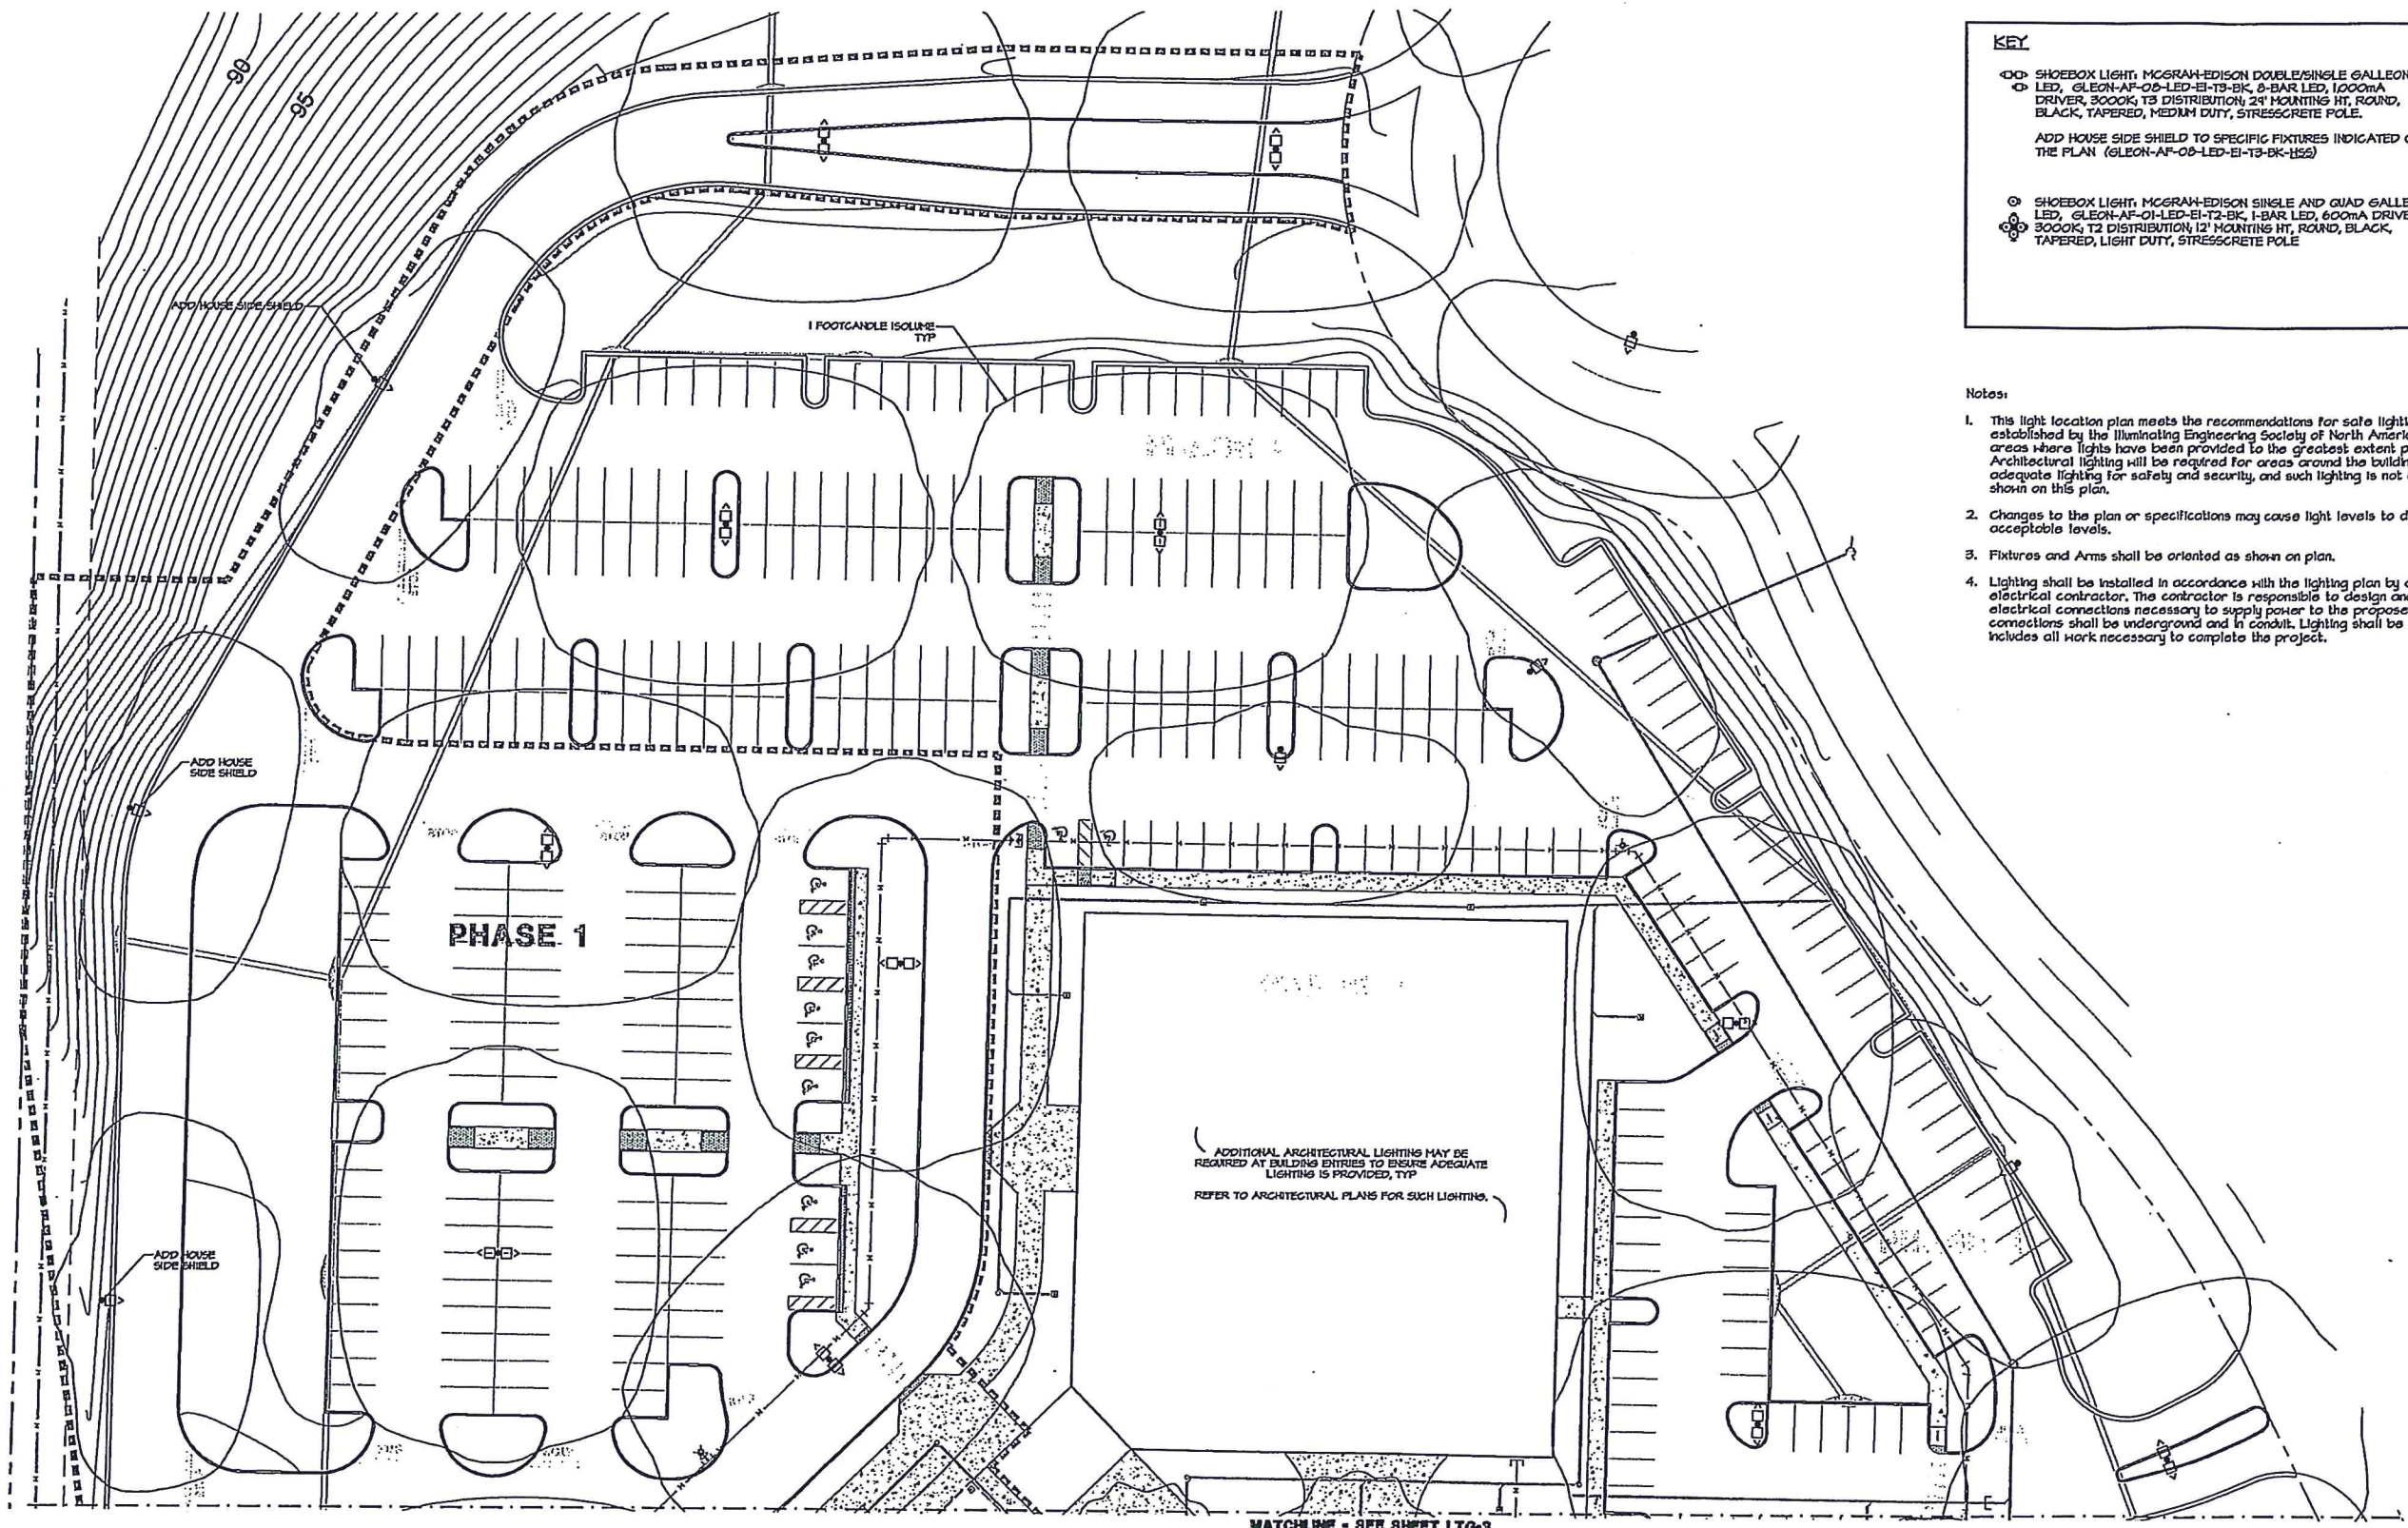 90
95
KEY
SHOEBOX LIGHT: MCGRAW-EDISON DOUBLE/SINGLE GALLEON
LED, GLEON-AF-08-LED-E1-T3-BK, 8-BAR LED, 1,000mA
DRIVER, 3000K; T3 DISTRIBUTION; 29' MOUNTING HT, ROUND,
BLACK, TAPERED, MEDIUM DUTY, STRESSCRETE POLE.
ADD HOUSE SIDE SHIELD TO SPECIFIC FIXTURES INDICATED
THE PLAN (GLEON-AF-08-LED-E1-T3-BK-HSS)
SHOEBOX LIGHT: MCGRAW-EDISON SINGLE AND QUAD
LED, GLEON-AF-01-LED-E1-T2-BK, 1-BAR LED, 600mA
3000K; T2 DISTRIBUTION; 12' MOUNTING HT, ROUND, BLACK,
TAPERED, LIGHT DUTY, STRESSCRETE POLE
ADD HOUSE SIDE SHIELD
1 FOOTCANDLE ISOLUME
TYP
Notes:
1. This light location plan meets the recommendations for safe
established by the Illuminating Engineering Society of North
areas where lights have been provided to the greatest extent
Architectural lighting will be required for areas around the
adequate lighting for safety and security, and such lighting is not
shown on this plan.
2. Changes to the plan or specifications may cause light levels to
acceptable levels.
3. Fixtures and Arms shall be oriented as shown on plan.
4. Lighting shall be installed in accordance with the lighting plan by
electrical contractor. The contractor is responsible to design
electrical connections necessary to supply power to the
connections shall be underground and in conduit. Lighting shall be
includes all work necessary to complete the project.
ADD HOUSE
SIDE SHIELD
PHASE 1
ADDITIONAL ARCHITECTURAL LIGHTING MAY BE
REQUIRED AT BUILDING ENTRIES TO ENSURE ADEQUATE
LIGHTING IS PROVIDED, TYP
REFER TO ARCHITECTURAL PLANS FOR SUCH LIGHTING.
ADD HOUSE
SIDE SHIELD
E
MATCHLINE - SEE SHEET LTG-3